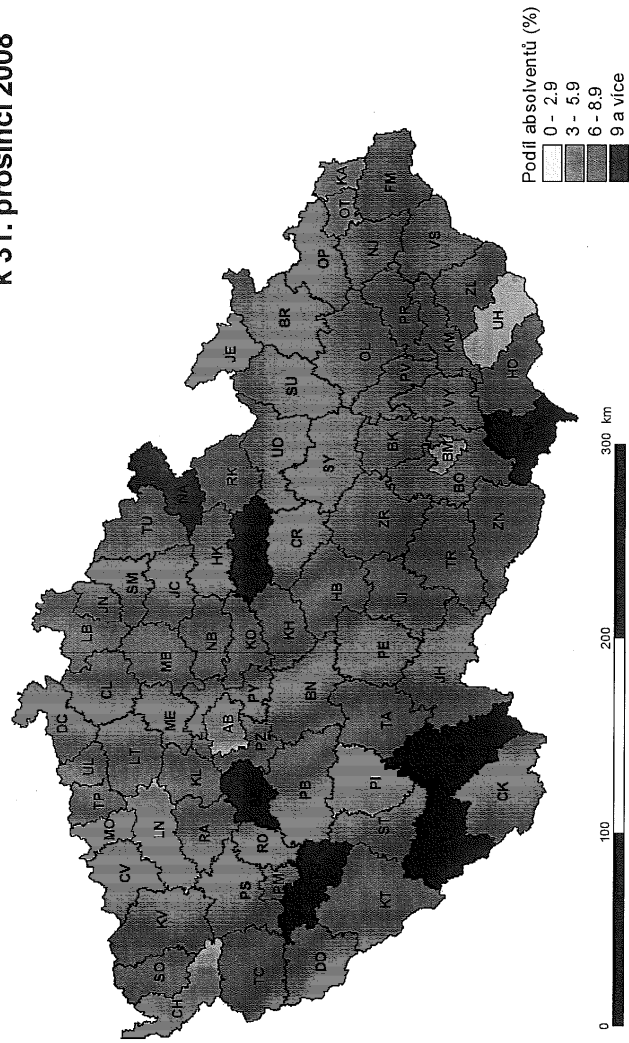 k 31. prosinci 2008
DC
LB
JN
SM
TU
NA
UL
CL
TP
LT
MB
JC
MO
ME
HK
RK
JE
LN
CV
KL
NB
KV
RA
AB
KO
SO
PY
UO
SU
BR
CH
PZ
KH
CR
OP
KA
OT
RO
PS
BN
PM
PB
SY
HB
OL
NJ
FM
TC
ZR
PE
BK
PV
PR
DO
TA
JI
VS
PI
ST
KM
VY
BM
KT
JH
TR
BO
ZL
UH
HO
ZN
CK
Podíl absolventů (%)
0 - 2.9
3 - 5.9
6 - 8.9
9 a více
0 100 200 300 km